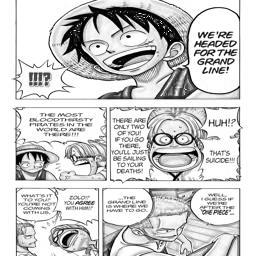 WE'RE
HEADED
FOR THE
GRAND
LINE!
!!!?
THE MOST
BLOODTHIRSTY
PIRATES IN THE
WORLD ARE
THERE!!!
THERE ARE
ONLY TWO
OF YOU!
IF YOU GO
THERE,
YOU'LL JUST
BE SAILING
TO YOUR
DEATHS!
HUH!?
THAT'S
SUICIDE!!!
WHAT'S IT
TO YOU?
YOU'RE NOT
COMING
WITH US.
ZOLO!!
YOU AGREE
WITH HIM!?
THE
GRAND LINE
IS WHERE WE
HAVE TO GO.
WELL,
I GUESS IF
WE'RE
AFTER THE
"ONE PIECE"...